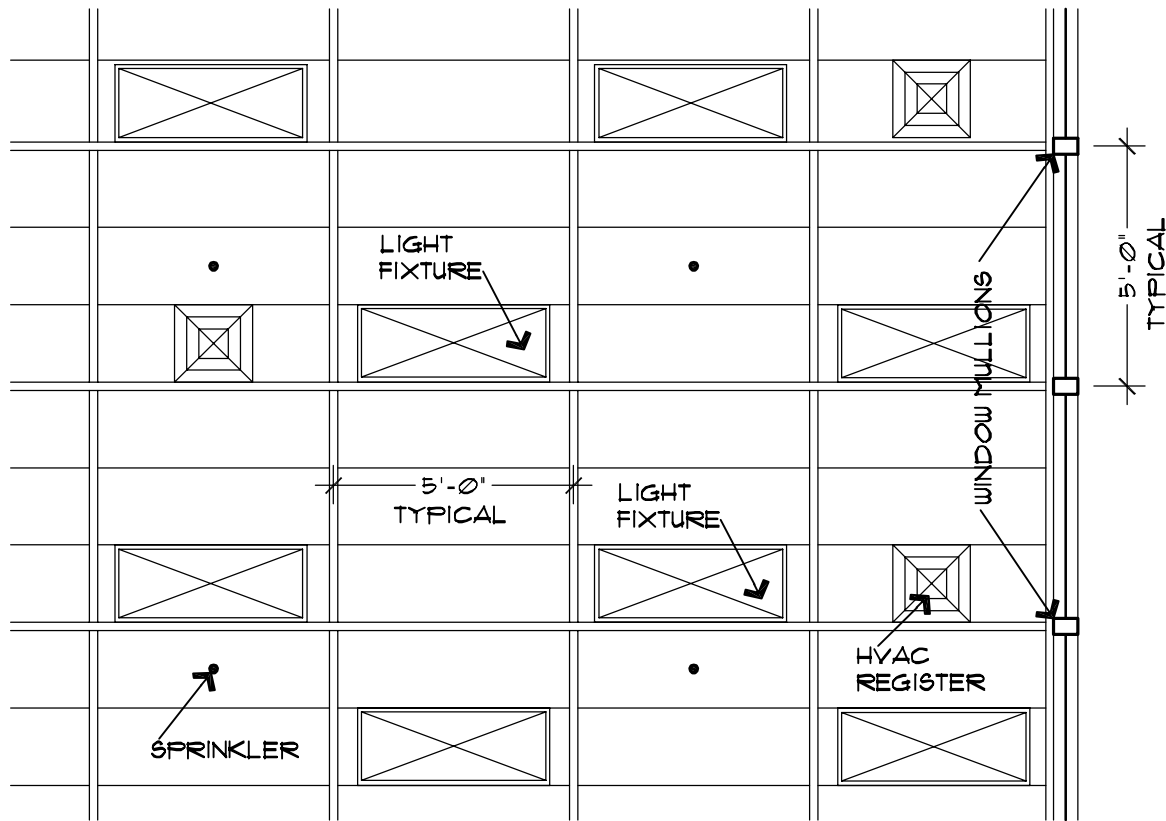 LIGHT
FIXTURE
WINDOW MULLIONS
5'-0"
TYPICAL
5'-0"
TYPICAL
LIGHT
FIXTURE
HVAC
REGISTER
SPRINKLER